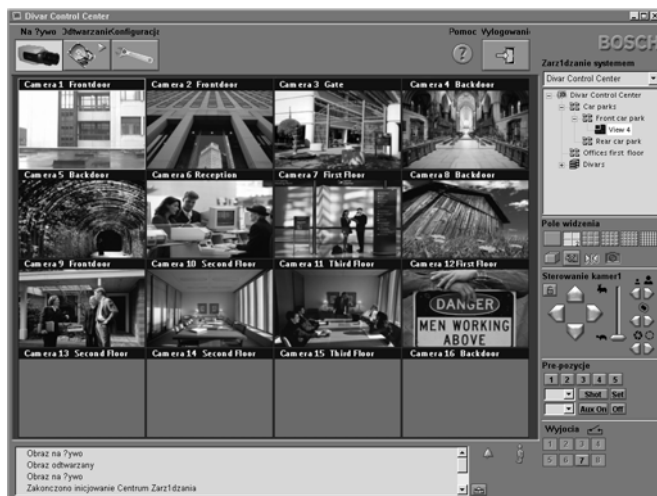 Divar Control Center
Na ?ywo Odtwarzanie Konfiguracja Pomoc Wylogowanie
BOSCH
Zarz1dzanie systemem
Divar Control Center
Divar Control Center
Car parks
Front car park
View 4
Rear car park
Offices first floor
Divars
Camera 1 Frontdoor Camera 2 Frontdoor Camera 3 Gate Camera 4 Backdoor
Camera 5 Backdoor Camera 6 Reception Camera 7 First Floor Camera 8 Backdoor
Camera 9 Frontdoor Camera 10 Second Floor Camera 11 Third Floor Camera 12 First Floor
DANGER
MEN WORKING
ABOVE
Camera 13 Second Floor Camera 14 Second Floor Camera 15 Third Floor Camera 16 Backdoor
Pole widzenia
Sterowanie kamer1
6
Pre-pozycje
1 2 3 4 5
Shot Set
Aux On Off
Wyjocia
1 2 3 4
5 6 7 8
Obraz na ?ywo
Obraz odtwarzany
Obraz na ?ywo
Zakonczono inicjowanie Centrum Zarz1dzania